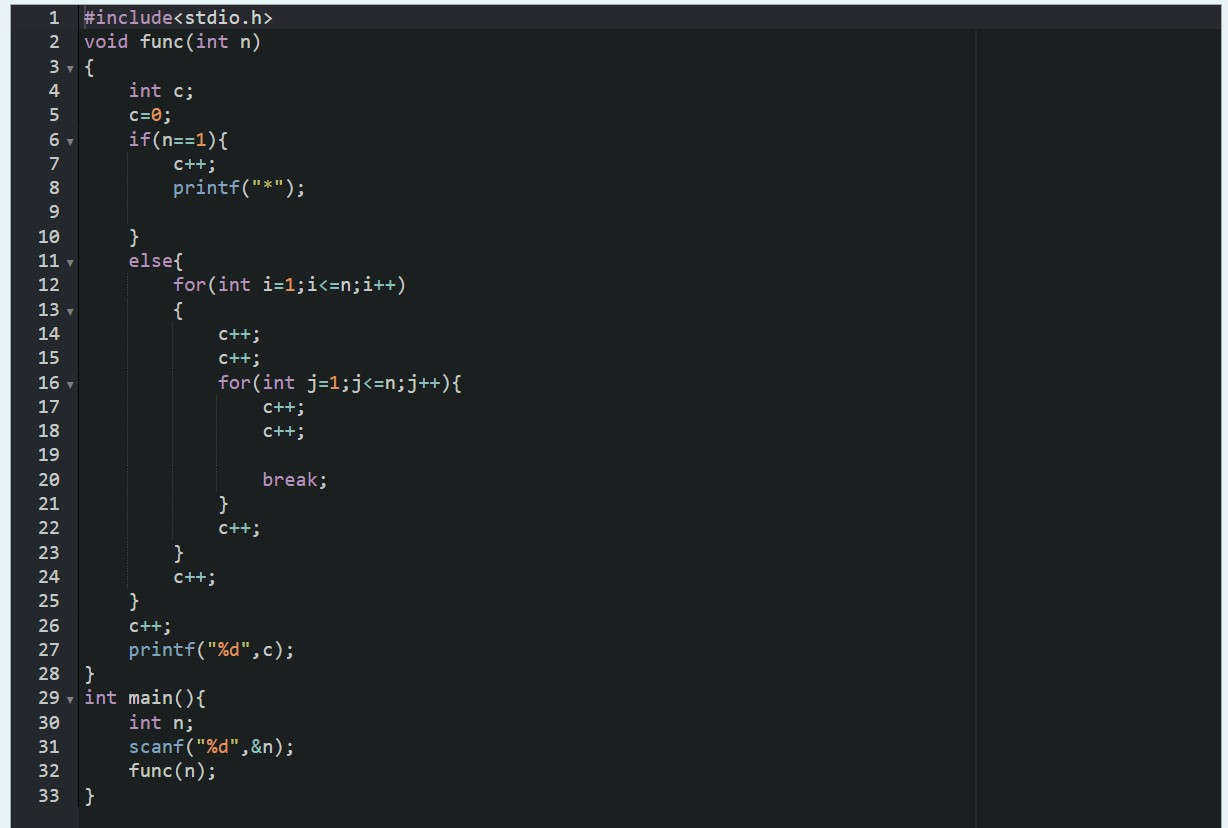 1 #include<stdio.h>
2 void func(int n)
3 {
4     int c;
5     c=0;
6     if(n==1){
7         c++;
8         printf("*");
9
10     }
11     else{
12         for(int i=1;i<=n;i++)
13         {
14             c++;
15             c++;
16             for(int j=1;j<=n;j++){
17                 c++;
18                 c++;
19
20                 break;
21             }
22             c++;
23         }
24         c++;
25     }
26     c++;
27     printf("%d",c);
28 }
29 int main(){
30     int n;
31     scanf("%d",&n);
32     func(n);
33 }